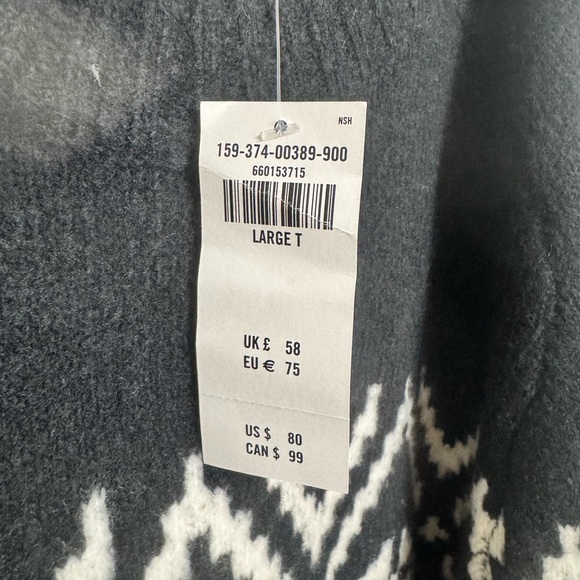 NSH
159-374-00389-900
660153715
LARGE T
UK £ 58
EU € 75
US $ 80
CAN $ 99